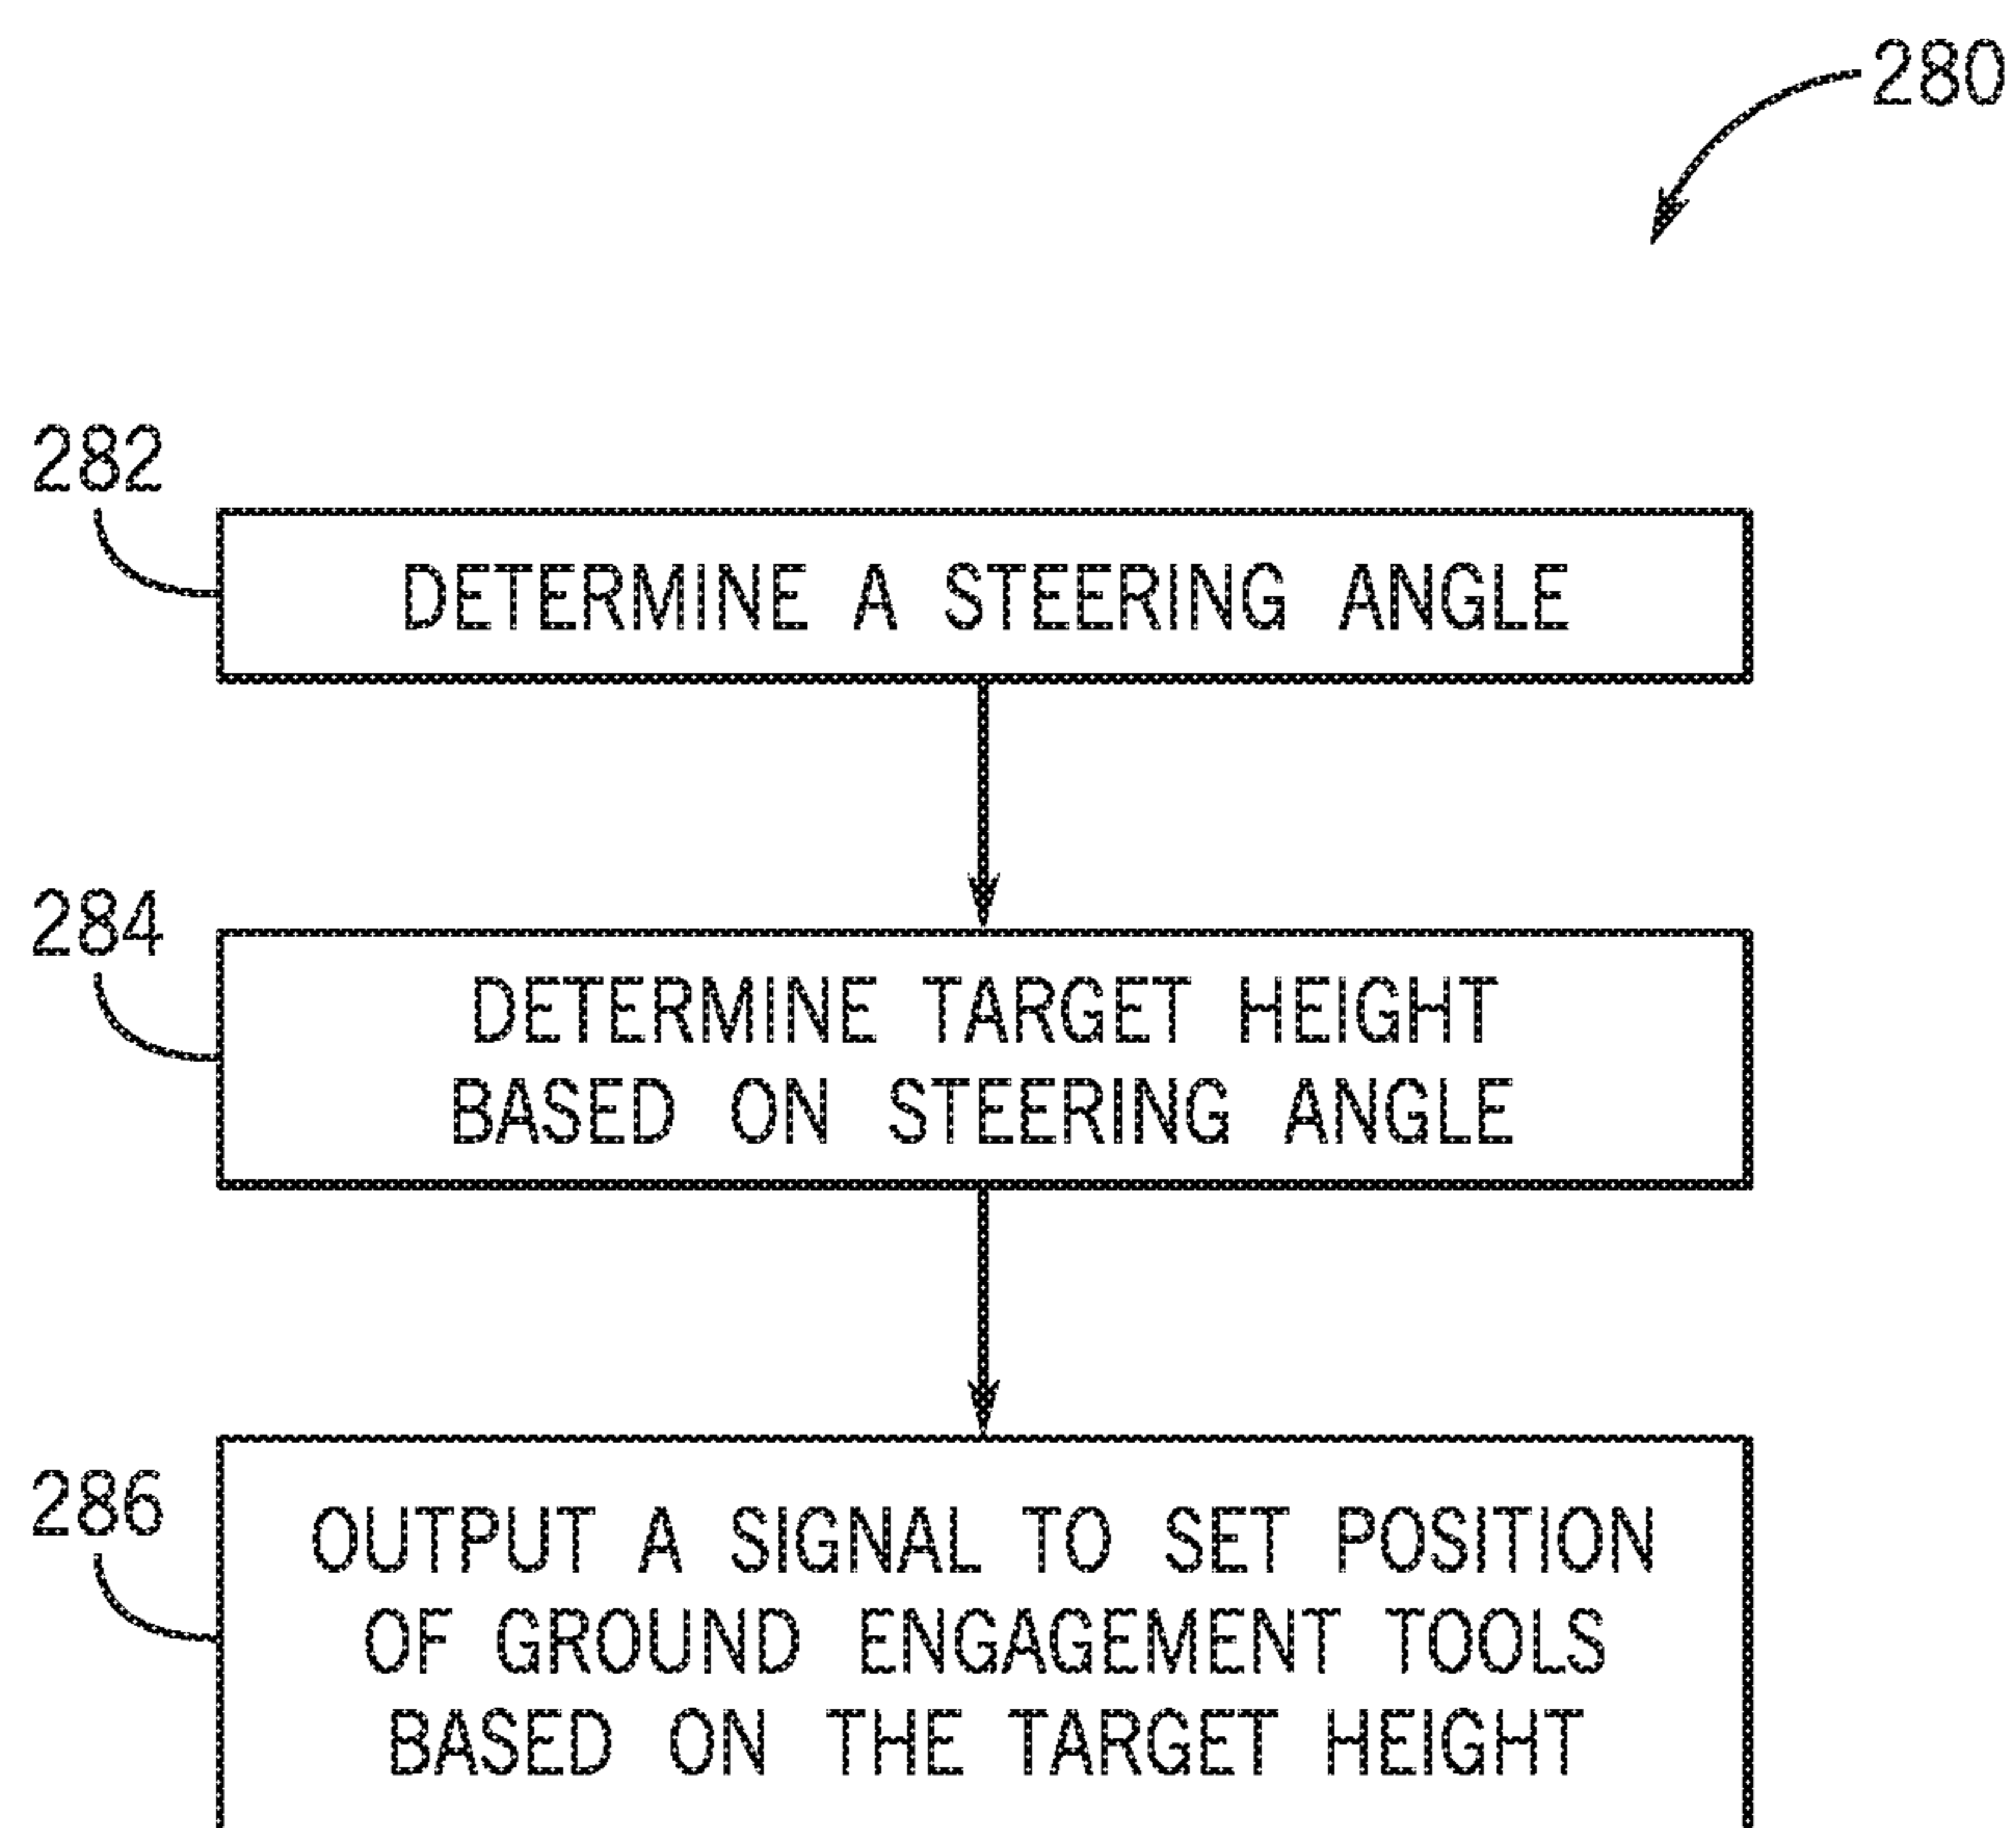 280
282
DETERMINE A STEERING ANGLE
284
DETERMINE TARGET HEIGHT
BASED ON STEERING ANGLE
286
OUTPUT A SIGNAL TO SET POSITION
OF GROUND ENGAGEMENT TOOLS
BASED ON THE TARGET HEIGHT